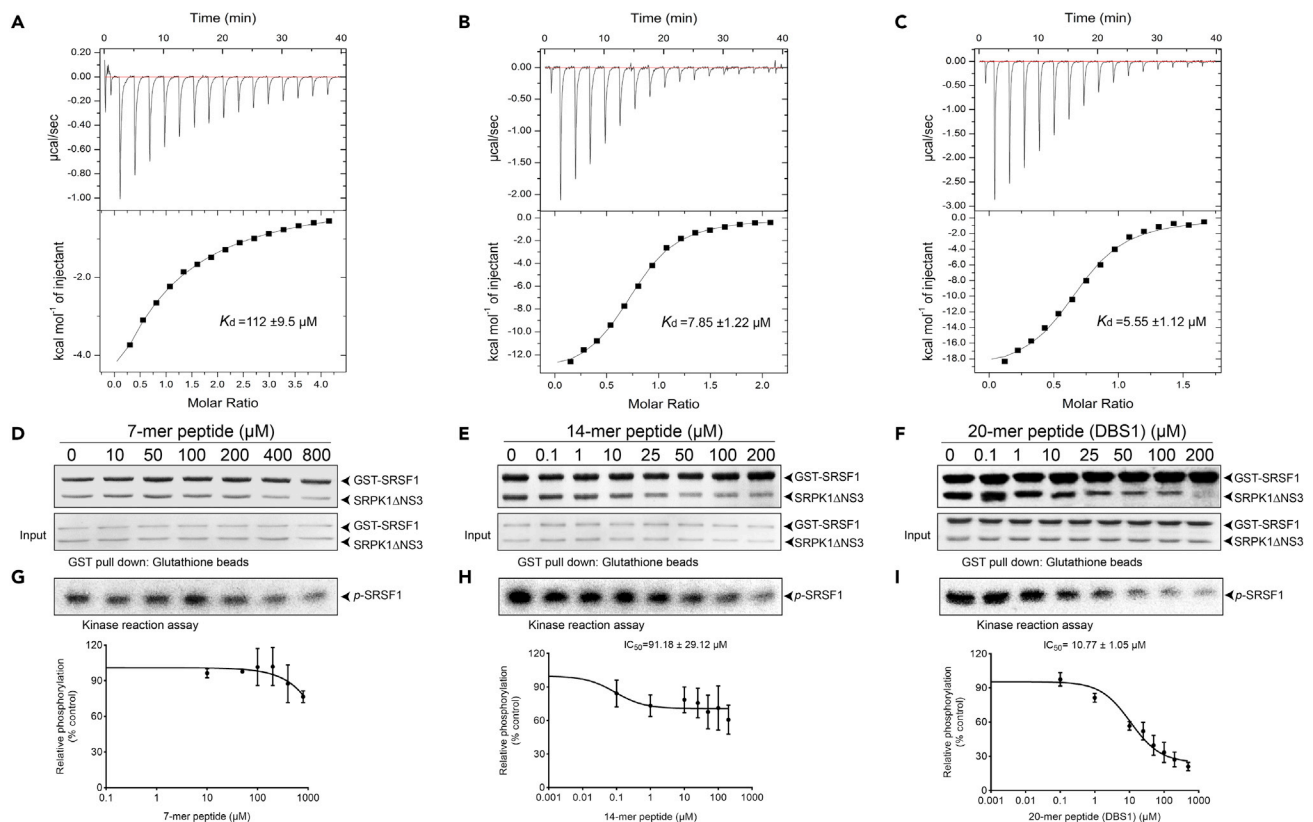 A
Time (min)
0 10 20 30 40
0.20
0.00
-0.20
-0.40
-0.60
-0.80
-1.00
µcal/sec
-2.0
-4.0
kcal mol-1 of injectant
Kd =112 ±9.5 µM
0.0 0.5 1.0 1.5 2.0 2.5 3.0 3.5 4.0
Molar Ratio
B
Time (min)
0 10 20 30 40
0.00
-0.50
-1.00
-1.50
-2.00
µcal/sec
0.0
-2.0
-4.0
-6.0
-8.0
-10.0
-12.0
kcal mol-1 of injectant
Kd =7.85 ±1.22 µM
0.0 0.5 1.0 1.5 2.0
Molar Ratio
C
Time (min)
0 10 20 30 40
0.00
-0.50
-1.00
-1.50
-2.00
-2.50
-3.00
µcal/sec
0.0
-2.0
-4.0
-6.0
-8.0
-10.0
-12.0
-14.0
-16.0
-18.0
kcal mol-1 of injectant
Kd =5.55 ±1.12 µM
0.0 0.5 1.0 1.5
Molar Ratio
D
7-mer peptide (µM)
0 10 50 100 200 400 800
GST-SRSF1
SRPK1ΔNS3
Input
GST-SRSF1
SRPK1ΔNS3
GST pull down: Glutathione beads
E
14-mer peptide (µM)
0 0.1 1 10 25 50 100 200
GST-SRSF1
SRPK1ΔNS3
Input
GST-SRSF1
SRPK1ΔNS3
GST pull down: Glutathione beads
F
20-mer peptide (DBS1) (µM)
0 0.1 1 10 25 50 100 200
GST-SRSF1
SRPK1ΔNS3
Input
GST-SRSF1
SRPK1ΔNS3
GST pull down: Glutathione beads
G
p-SRSF1
Kinase reaction assay
120
90
60
30
0
Relative phosphorylation
(% control)
0.1 1 10 100 1000
7-mer peptide (µM)
H
p-SRSF1
Kinase reaction assay
IC50=91.18 ± 29.12 µM
120
90
60
30
0
Relative phosphorylation
(% control)
0.001 0.01 0.1 1 10 100 1000
14-mer peptide (µM)
I
p-SRSF1
Kinase reaction assay
IC50= 10.77 ± 1.05 µM
120
90
60
30
0
Relative phosphorylation
(% control)
0.001 0.01 0.1 1 10 100 1000
20-mer peptide (DBS1) (µM)